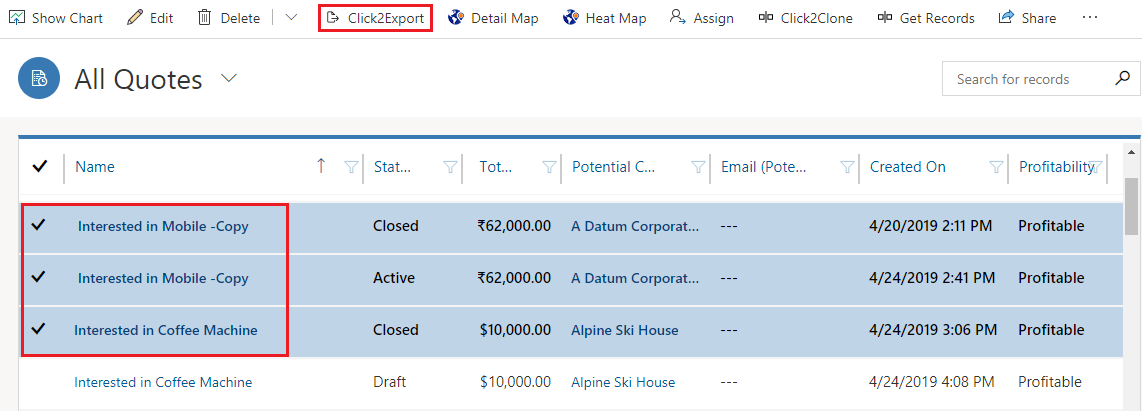 Show Chart Edit Delete Click2Export Detail Map Heat Map Assign Click2Clone Get Records Share ...
All Quotes Search for records
Name Stat... Tot... Potential C... Email (Pote... Created On Profitability
Interested in Mobile -Copy Closed ₹62,000.00 A Datum Corporat... --- 4/20/2019 2:11 PM Profitable
Interested in Mobile -Copy Active ₹62,000.00 A Datum Corporat... --- 4/24/2019 2:41 PM Profitable
Interested in Coffee Machine Closed $10,000.00 Alpine Ski House --- 4/24/2019 3:06 PM Profitable
Interested in Coffee Machine Draft $10,000.00 Alpine Ski House --- 4/24/2019 4:08 PM Profitable